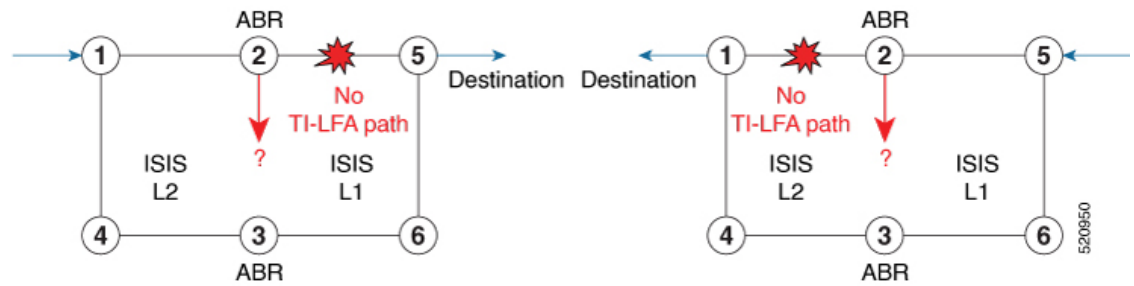 ABR
1
2
5
Destination
No
TI-LFA path
?
ISIS
L2
ISIS
L1
4
3
6
ABR
ABR
1
2
5
Destination
No
TI-LFA path
?
ISIS
L2
ISIS
L1
4
3
6
ABR
520950